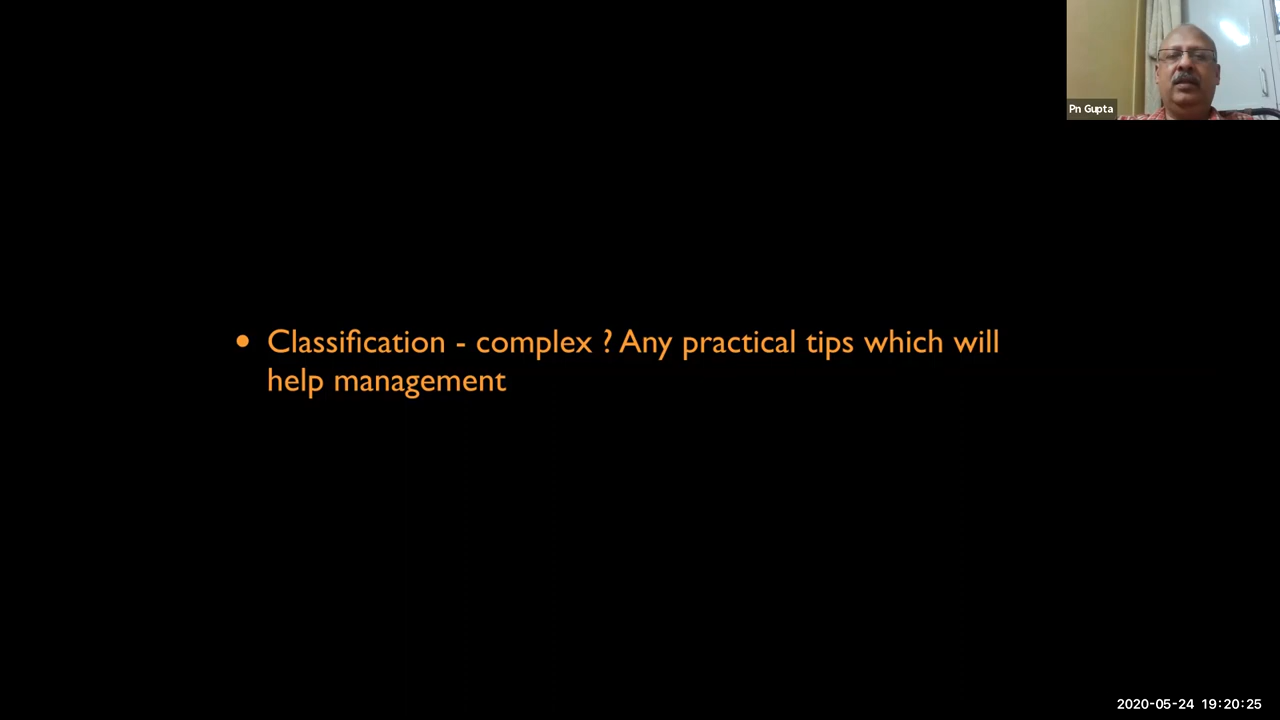 Pn Gupta
• Classification - complex ? Any practical tips which will
help management
2020-05-24 19:20:25